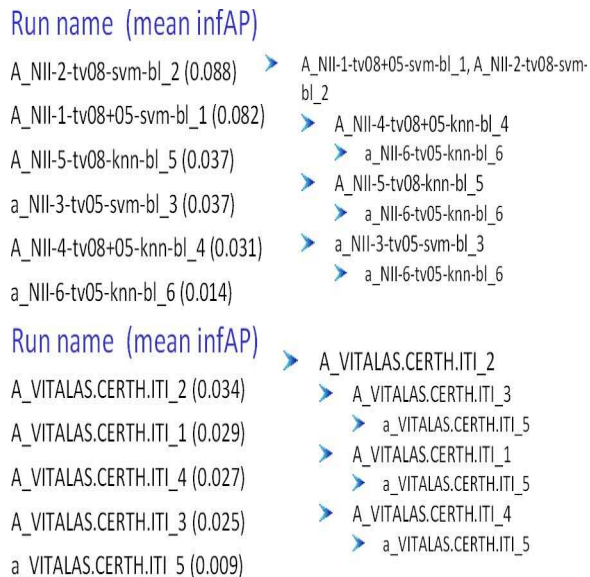 Run name (mean infAP)
A_NII-2-tv08-svm-bl_2 (0.088)
A_NII-1-tv08+05-svm-bl_1 (0.082)
A_NII-5-tv08-knn-bl_5 (0.037)
a_NII-3-tv05-svm-bl_3 (0.037)
A_NII-4-tv08+05-knn-bl_4 (0.031)
a_NII-6-tv05-knn-bl_6 (0.014)
A_NII-1-tv08+05-svm-bl_1, A_NII-2-tv08-svm-
bl_2
A_NII-4-tv08+05-knn-bl_4
a_NII-6-tv05-knn-bl_6
A_NII-5-tv08-knn-bl_5
a_NII-6-tv05-knn-bl_6
a_NII-3-tv05-svm-bl_3
a_NII-6-tv05-knn-bl_6
Run name (mean infAP)
A_VITALAS.CERTH.ITI_2 (0.034)
A_VITALAS.CERTH.ITI_1 (0.029)
A_VITALAS.CERTH.ITI_4 (0.027)
A_VITALAS.CERTH.ITI_3 (0.025)
a_VITALAS.CERTH.ITI_5 (0.009)
A_VITALAS.CERTH.ITI_2
A_VITALAS.CERTH.ITI_3
a_VITALAS.CERTH.ITI_5
A_VITALAS.CERTH.ITI_1
a_VITALAS.CERTH.ITI_5
A_VITALAS.CERTH.ITI_4
a_VITALAS.CERTH.ITI_5